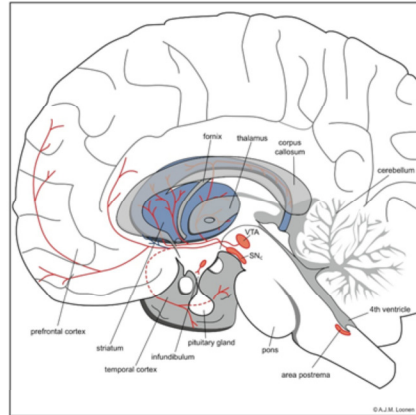 fornix
thalamus
corpus
callosum
cerebellum
VTA
SNc
prefrontal cortex
striatum
infundibulum
temporal cortex
pituitary gland
pons
4th ventricle
area postrema